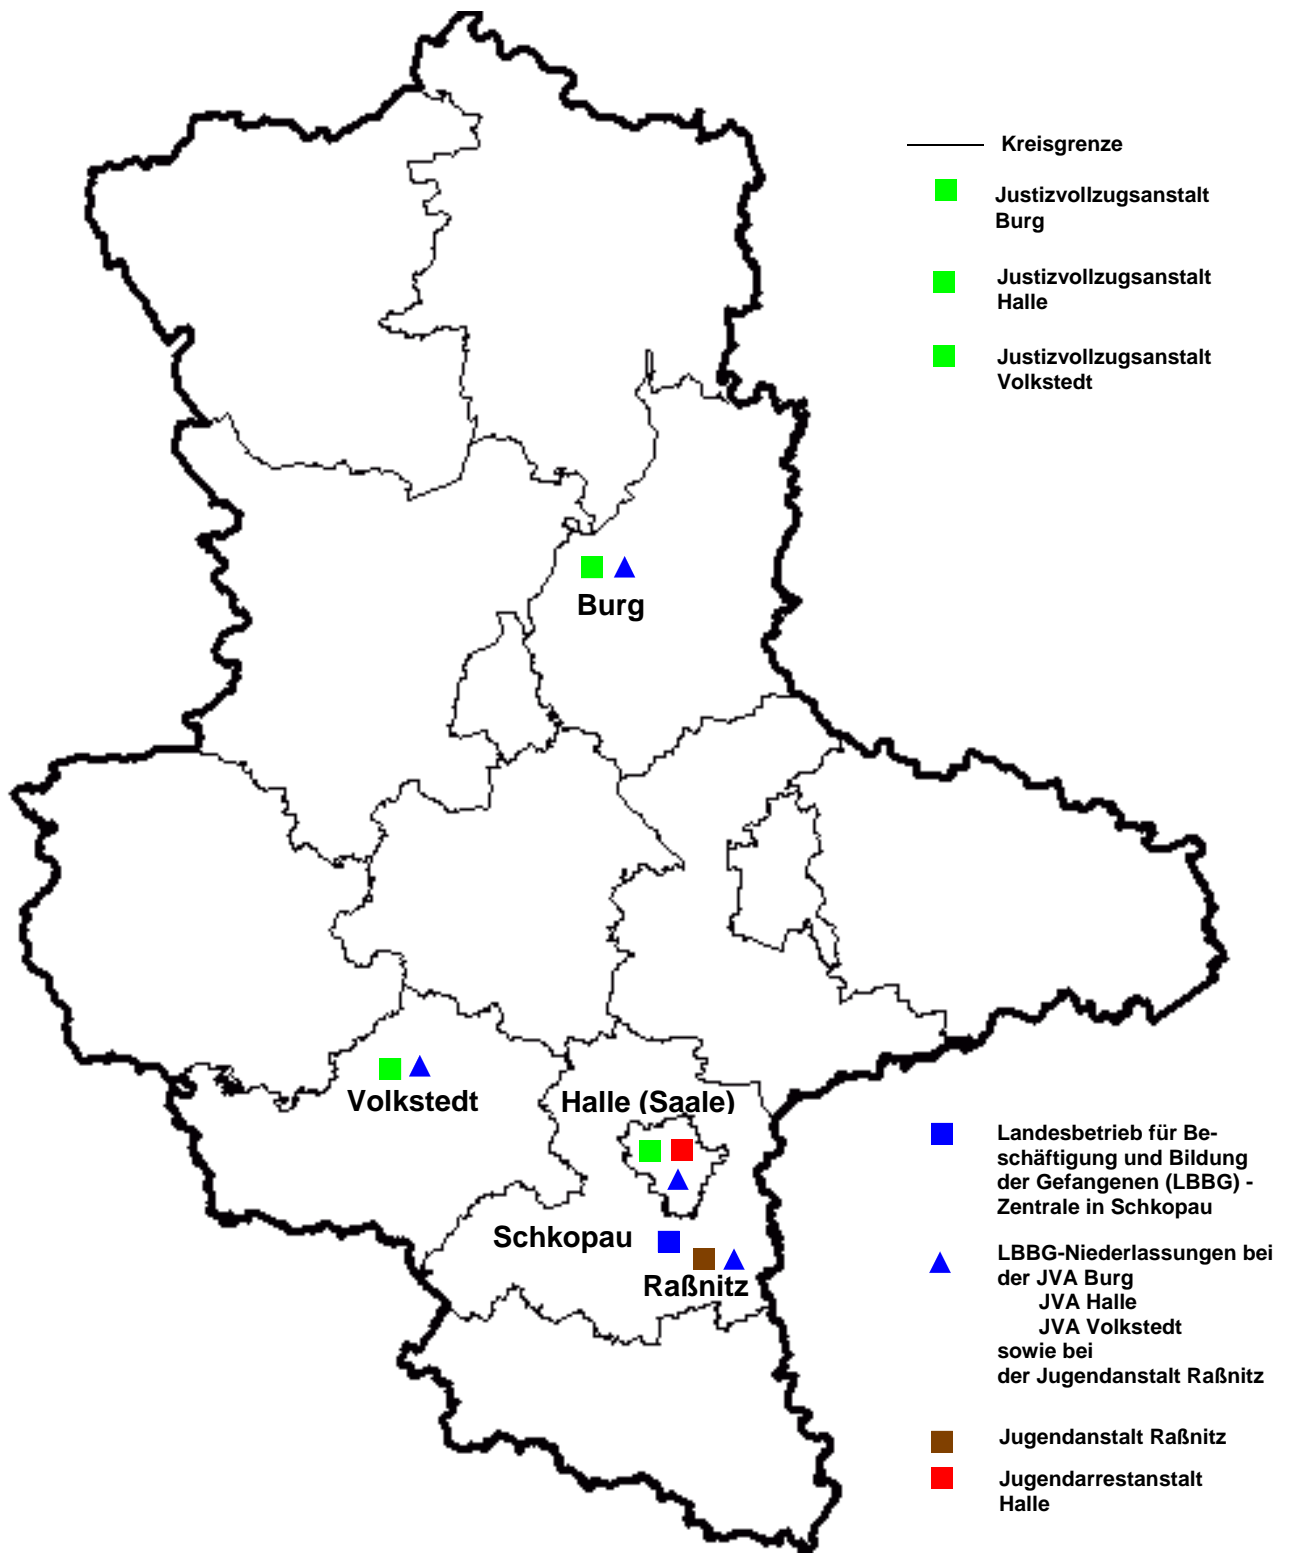 Kreisgrenze
Justizvollzugsanstalt
Burg
Justizvollzugsanstalt
Halle
Justizvollzugsanstalt
Volkstedt
Burg
Volkstedt
Halle (Saale)
Schkopau
Raßnitz
Landesbetrieb für Be-
schäftigung und Bildung
der Gefangenen (LBBG) -
Zentrale in Schkopau
LBBG-Niederlassungen bei
der JVA Burg
JVA Halle
JVA Volkstedt
sowie bei
der Jugendanstalt Raßnitz
Jugendanstalt Raßnitz
Jugendarrestanstalt
Halle